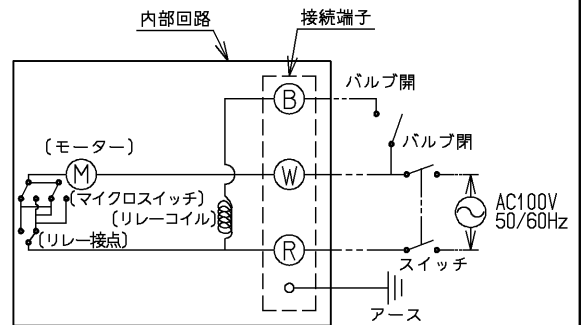 内部回路
接続端子
バルブ開
B
バルブ閉
(モーター)
M
W
(マイクロスイッチ)
(リレーコイル)
AC100V
50/60Hz
(リレー接点)
R
スイッチ
アース